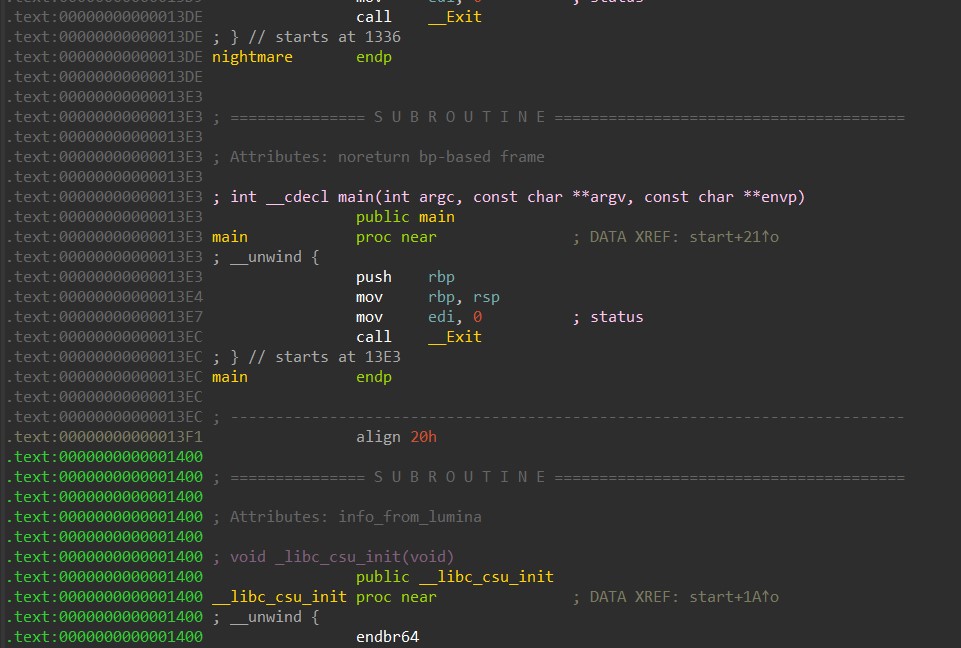 mov edi, 0 ; status
.text:00000000000013DE call __Exit
.text:00000000000013DE ; } // starts at 1336
.text:00000000000013DE nightmare endp
.text:00000000000013DE
.text:00000000000013E3
.text:00000000000013E3 ; =============== S U B R O U T I N E =======================================
.text:00000000000013E3
.text:00000000000013E3 ; Attributes: noreturn bp-based frame
.text:00000000000013E3
.text:00000000000013E3 ; int __cdecl main(int argc, const char **argv, const char **envp)
.text:00000000000013E3 public main
.text:00000000000013E3 main proc near ; DATA XREF: start+21↑o
.text:00000000000013E3 ; __unwind {
.text:00000000000013E3 push rbp
.text:00000000000013E4 mov rbp, rsp
.text:00000000000013E7 mov edi, 0 ; status
.text:00000000000013EC call __Exit
.text:00000000000013EC ; } // starts at 13E3
.text:00000000000013EC main endp
.text:00000000000013EC
.text:00000000000013EC ; ---------------------------------------------------------------------------
.text:00000000000013F1 align 20h
.text:0000000000001400
.text:0000000000001400 ; =============== S U B R O U T I N E =======================================
.text:0000000000001400
.text:0000000000001400 ; Attributes: info_from_lumina
.text:0000000000001400
.text:0000000000001400 ; void _libc_csu_init(void)
.text:0000000000001400 public __libc_csu_init
.text:0000000000001400 __libc_csu_init proc near ; DATA XREF: start+1A↑o
.text:0000000000001400 ; __unwind {
.text:0000000000001400 endbr64